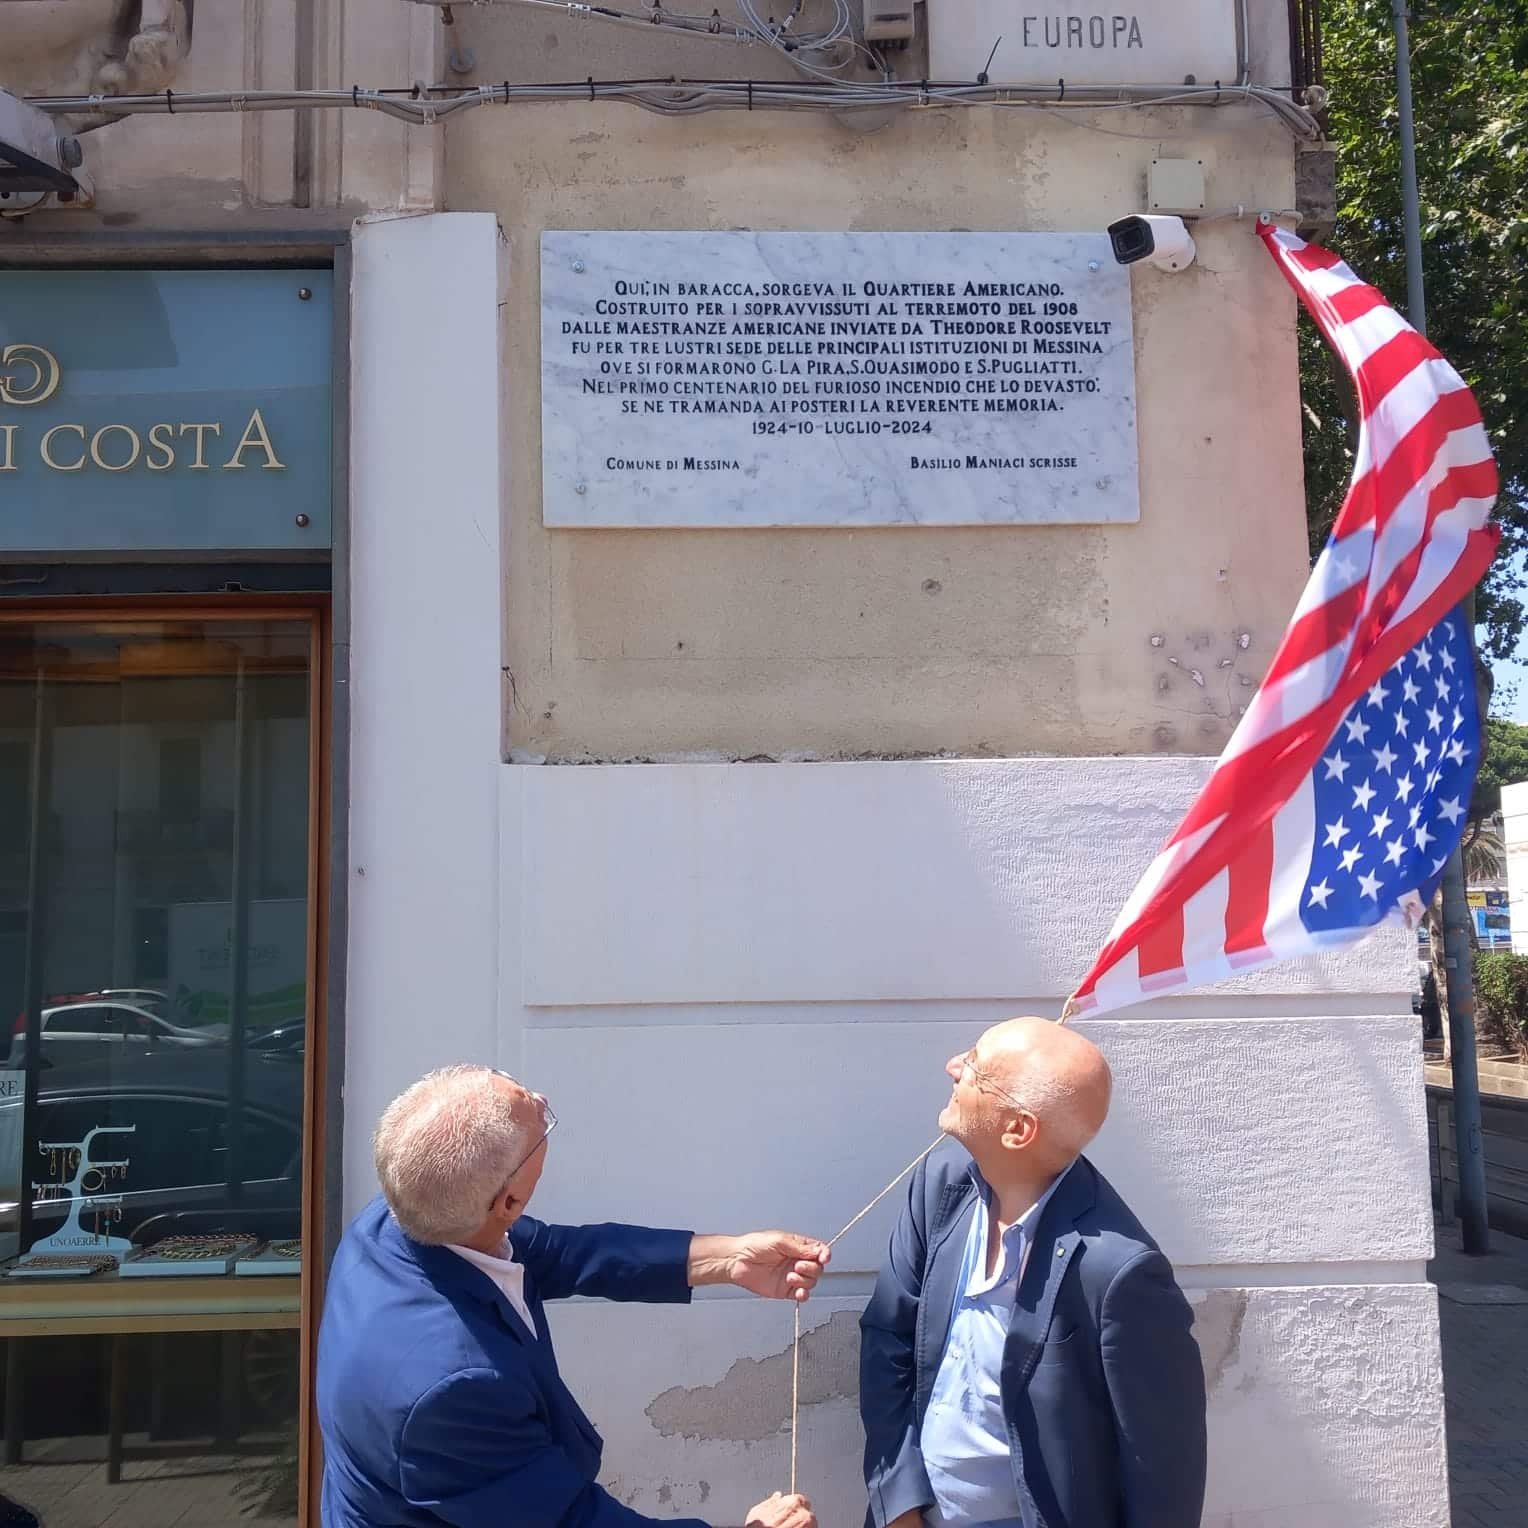 EUROPA
QUI, IN BARACCA, SORGEVA IL QUARTIERE AMERICANO.
COSTRUITO PER I SOPRAVVISSUTI AL TERREMOTO DEL 1908
DALLE MAESTRANZE AMERICANE INVIATE DA THEODORE ROOSEVELT
FU PER TRE LUSTRI SEDE DELLE PRINCIPALI ISTITUZIONI DI MESSINA
OVE SI FORMARONO G. LA PIRA, S. QUASIMODO E S. PUGLIATTI.
NEL PRIMO CENTENARIO DEL FURIOSO INCENDIO CHE LO DEVASTO'.
SE NE TRAMANDA AI POSTERI LA REVERENTE MEMORIA.
1924-10 LUGLIO-2024
COMUNE DI MESSINA
BASILIO MANIACI SCRISSE
COSTA
UNOAERRE